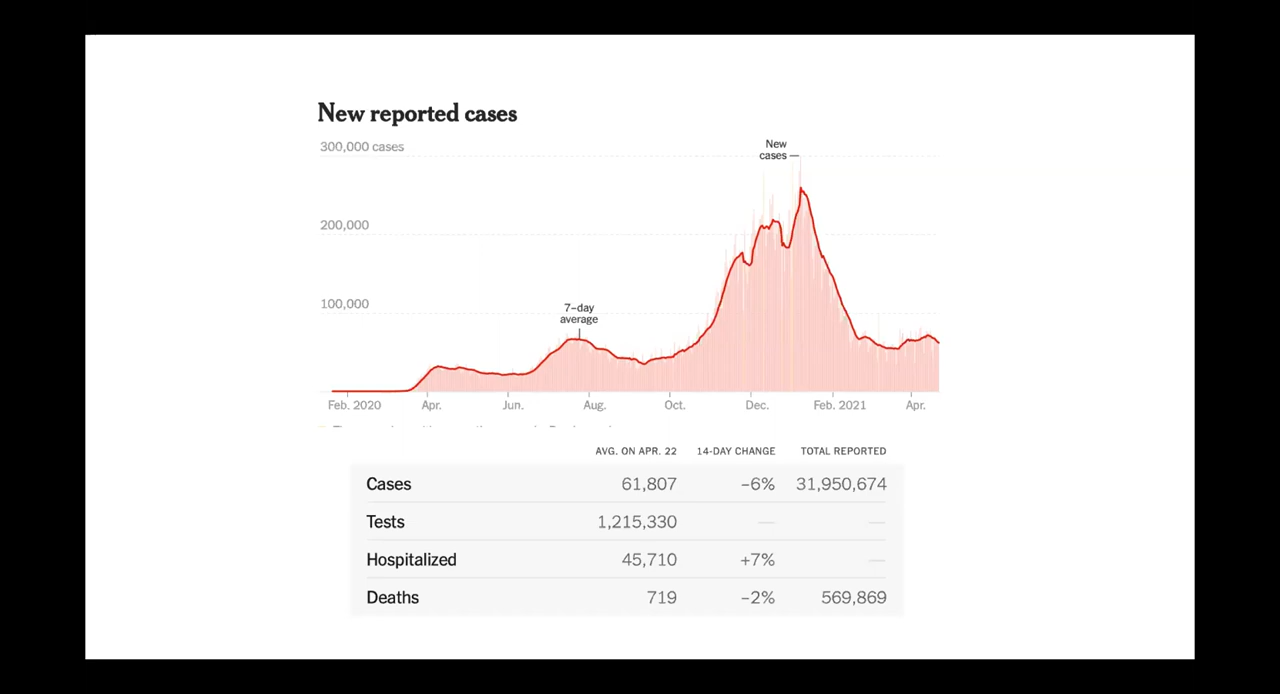 New reported cases
300,000 cases
New
cases
200,000
100,000
7–day
average
Feb. 2020 Apr. Jun. Aug. Oct. Dec. Feb. 2021 Apr.
AVG. ON APR. 22 14-DAY CHANGE TOTAL REPORTED
Cases 61,807 –6% 31,950,674
Tests 1,215,330 — —
Hospitalized 45,710 +7% —
Deaths 719 –2% 569,869